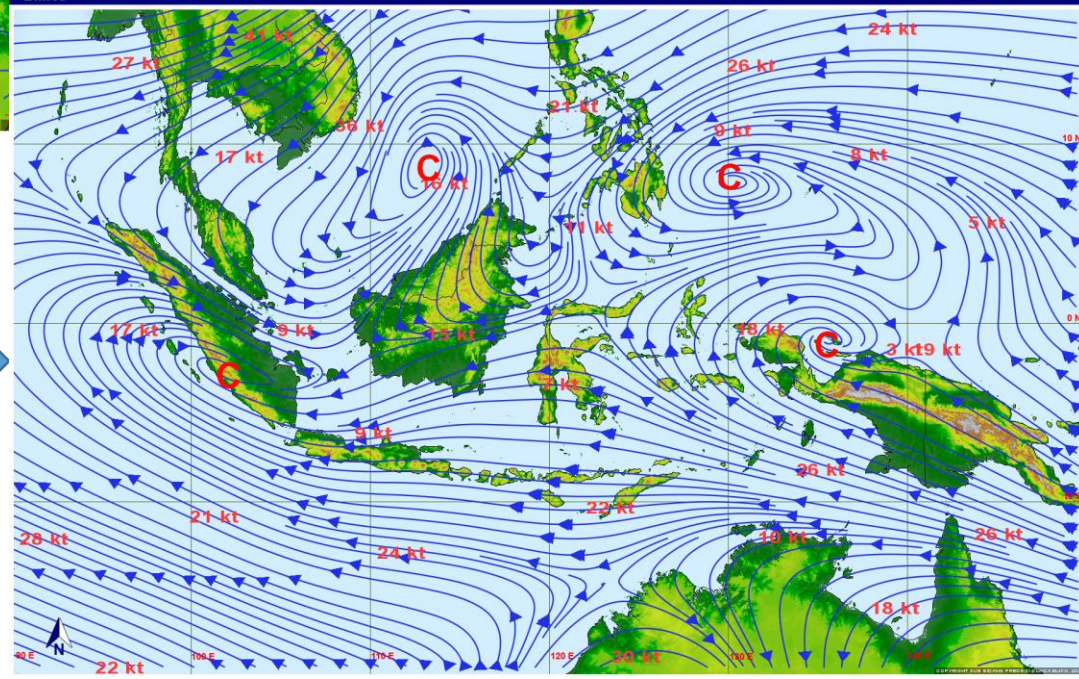 24 kt
41 kt
27 kt
26 kt
21 kt
36 kt
9 kt
10 N
17 kt
8 kt
C
C
16 kt
5 kt
11 kt
0 N
17 kt
9 kt
15 kt
18 kt
C
3 kt
19 kt
C
7 kt
9 kt
26 kt
22 kt
21 kt
28 kt
10 kt
26 kt
24 kt
18 kt
N
90 E
100 E
110 E
120 E
30 kt
130 E
22 kt